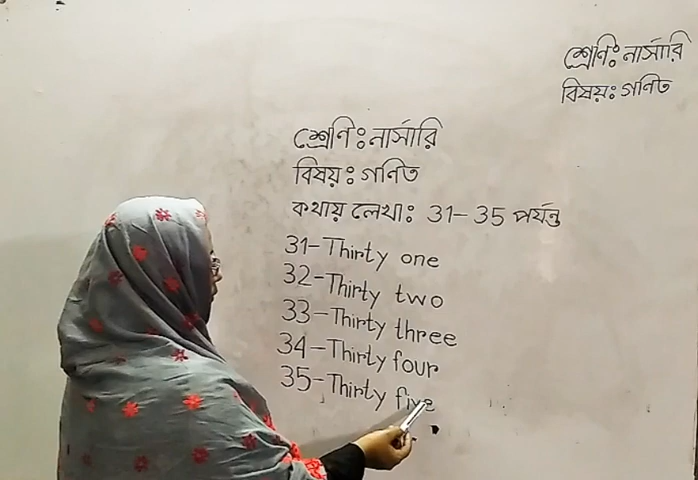 শ্রেণিঃ নার্সারি
বিষয়ঃ গণিত
শ্রেণিঃ নার্সারি
বিষয়ঃ গণিত
কথায় লেখাঃ 31- 35 পর্যন্ত
31-Thirty one
32-Thirty two
33-Thirty three
34-Thirty four
35-Thirty five